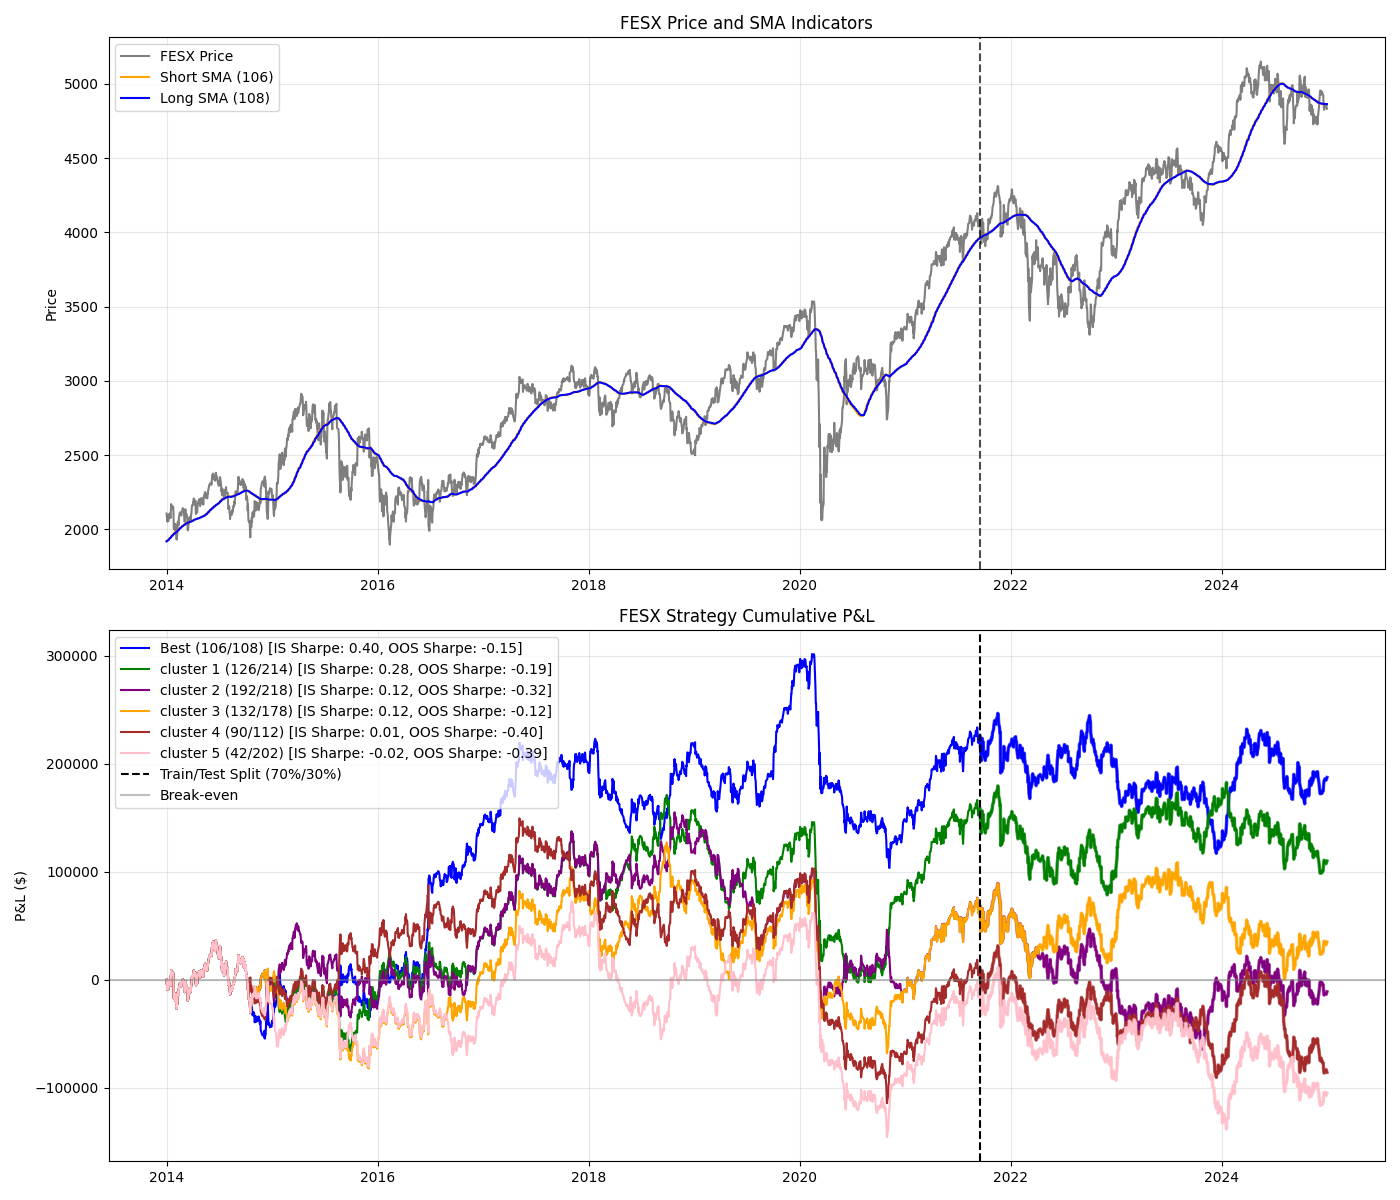 FESX Price and SMA Indicators
FESX Price
Short SMA (106)
Long SMA (108)
Price
5000
4500
4000
3500
3000
2500
2000
2014 2016 2018 2020 2022 2024
FESX Strategy Cumulative P&L
Best (106/108) [IS Sharpe: 0.40, OOS Sharpe: -0.15]
cluster 1 (126/214) [IS Sharpe: 0.28, OOS Sharpe: -0.19]
cluster 2 (192/218) [IS Sharpe: 0.12, OOS Sharpe: -0.32]
cluster 3 (132/178) [IS Sharpe: 0.12, OOS Sharpe: -0.12]
cluster 4 (90/112) [IS Sharpe: 0.01, OOS Sharpe: -0.40]
cluster 5 (42/202) [IS Sharpe: -0.02, OOS Sharpe: -0.39]
Train/Test Split (70%/30%)
Break-even
P&L ($)
300000
200000
100000
0
−100000
2014 2016 2018 2020 2022 2024